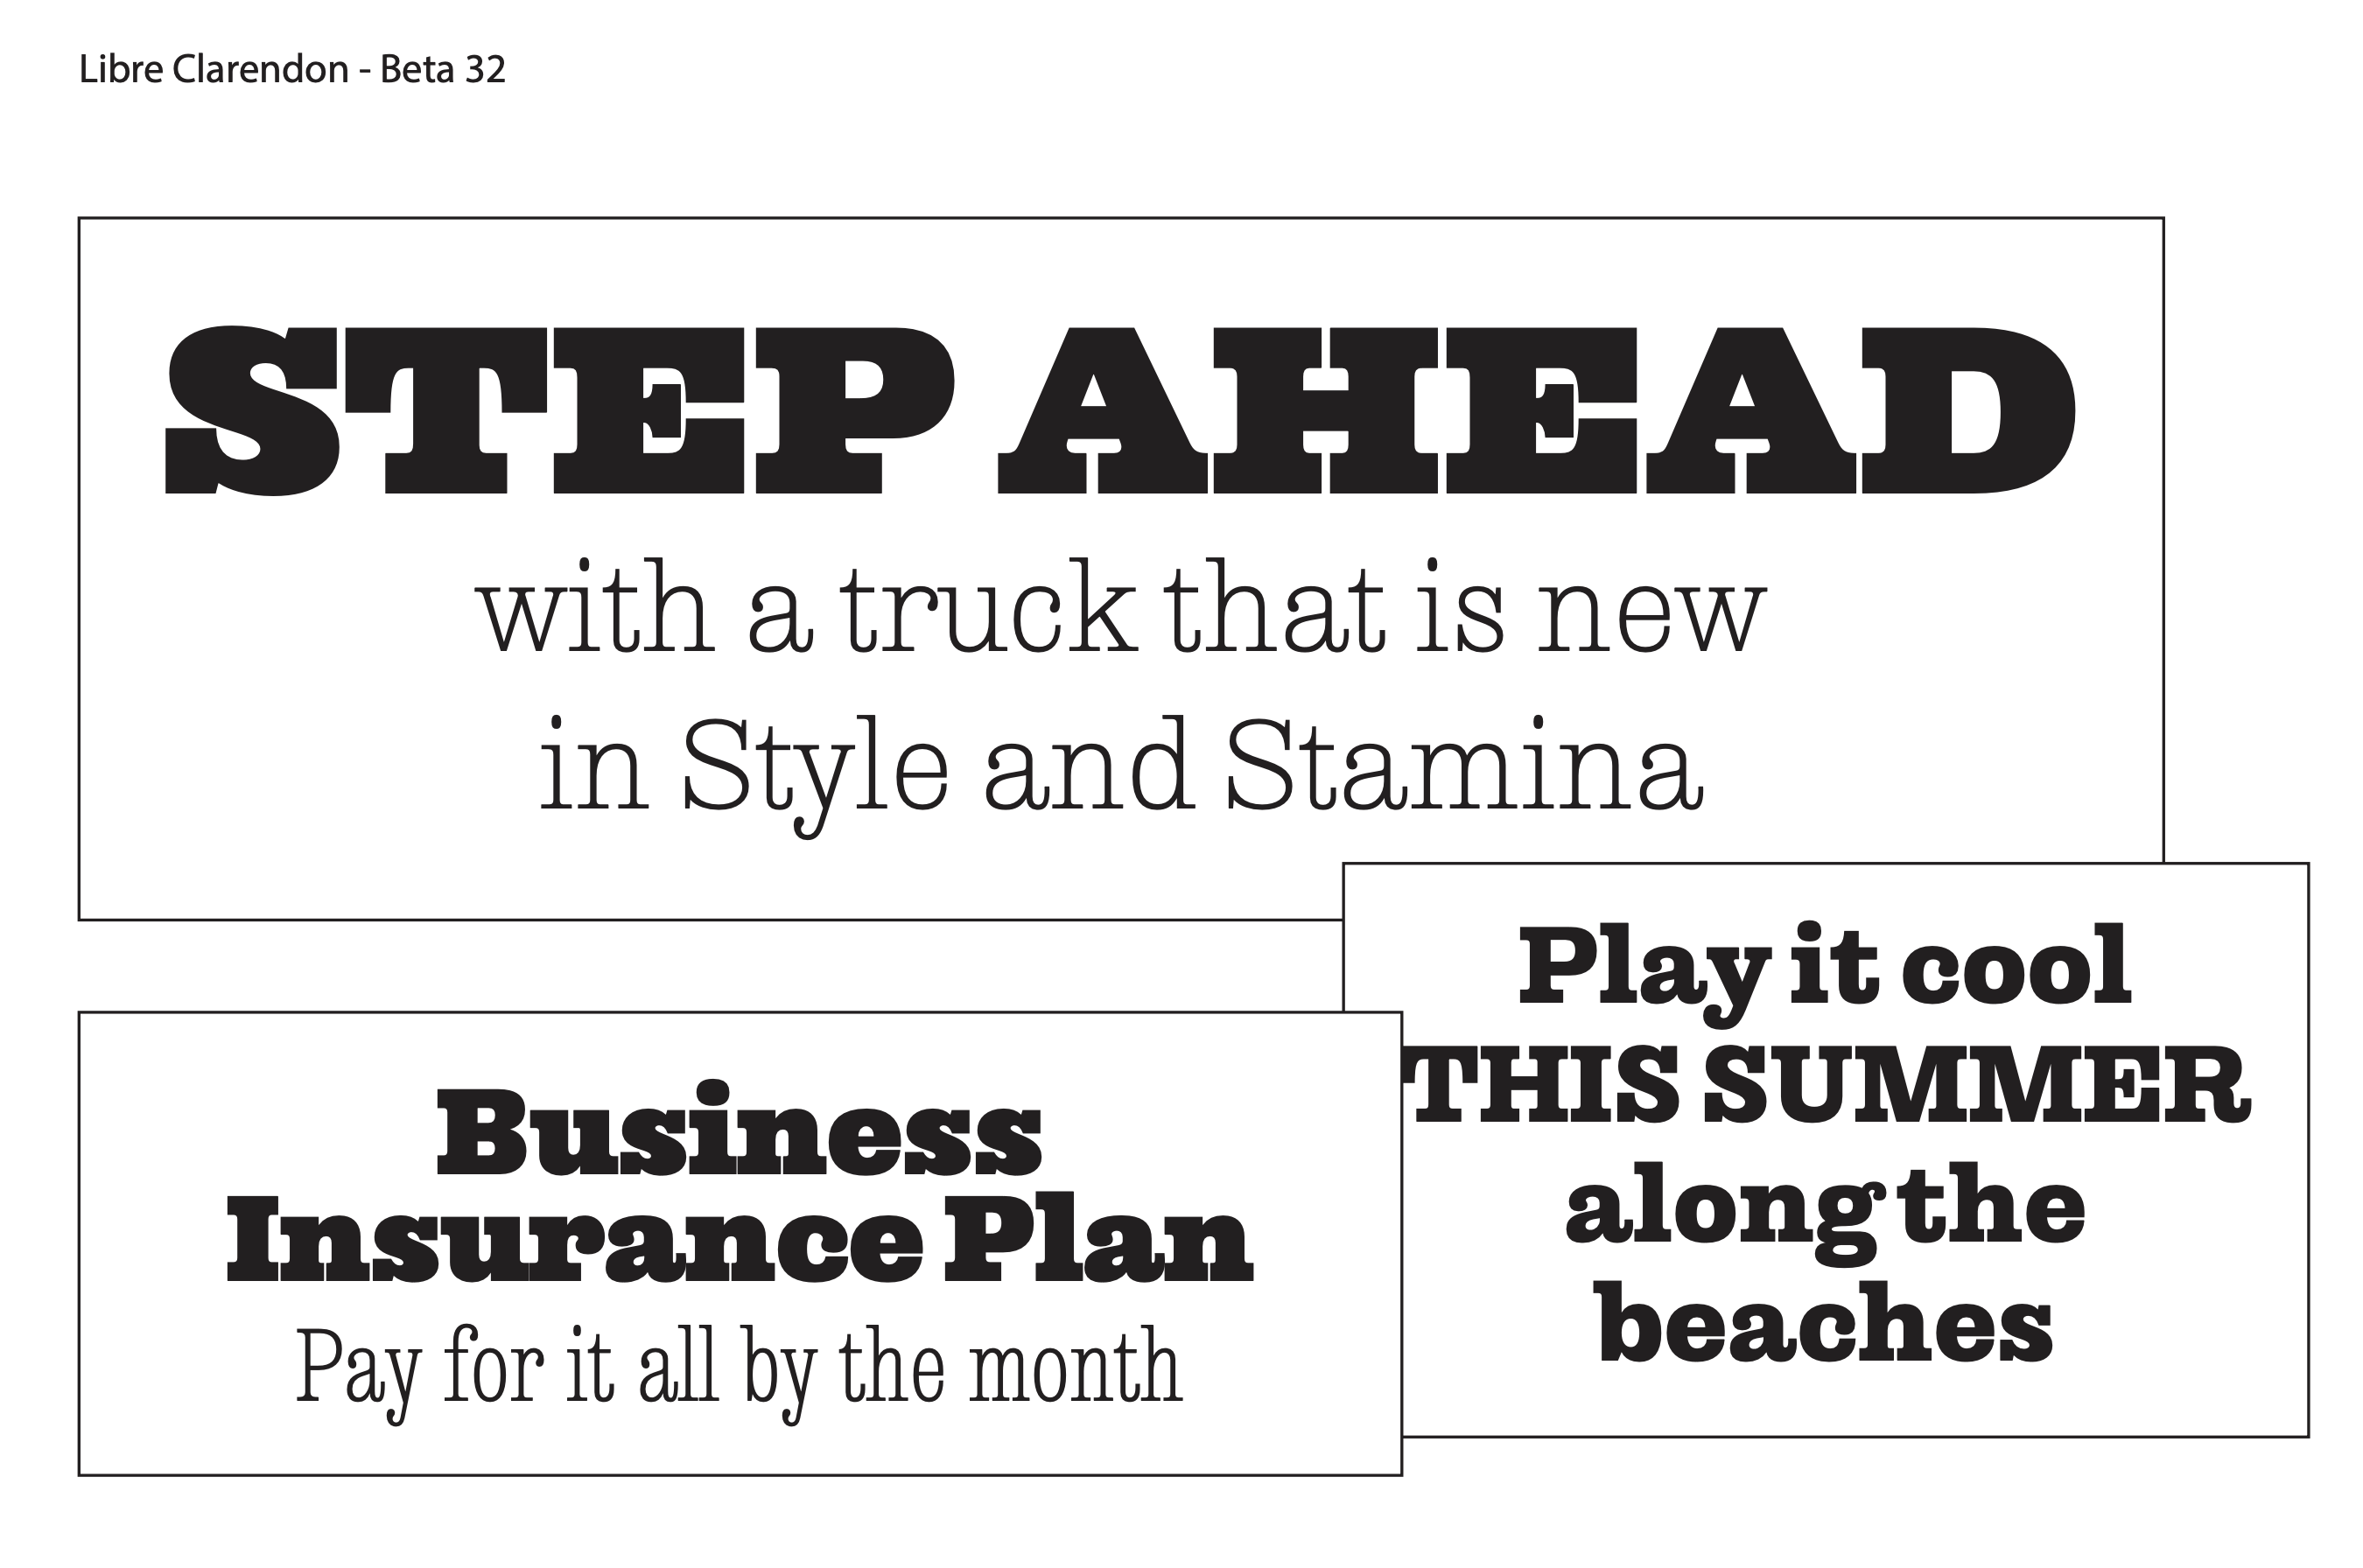 Libre Clarendon - Beta 32
STEP AHEAD
with a truck that is new
in Style and Stamina
Play it cool
THIS SUMMER
along the
beaches
Business
Insurance Plan
Pay for it all by the month